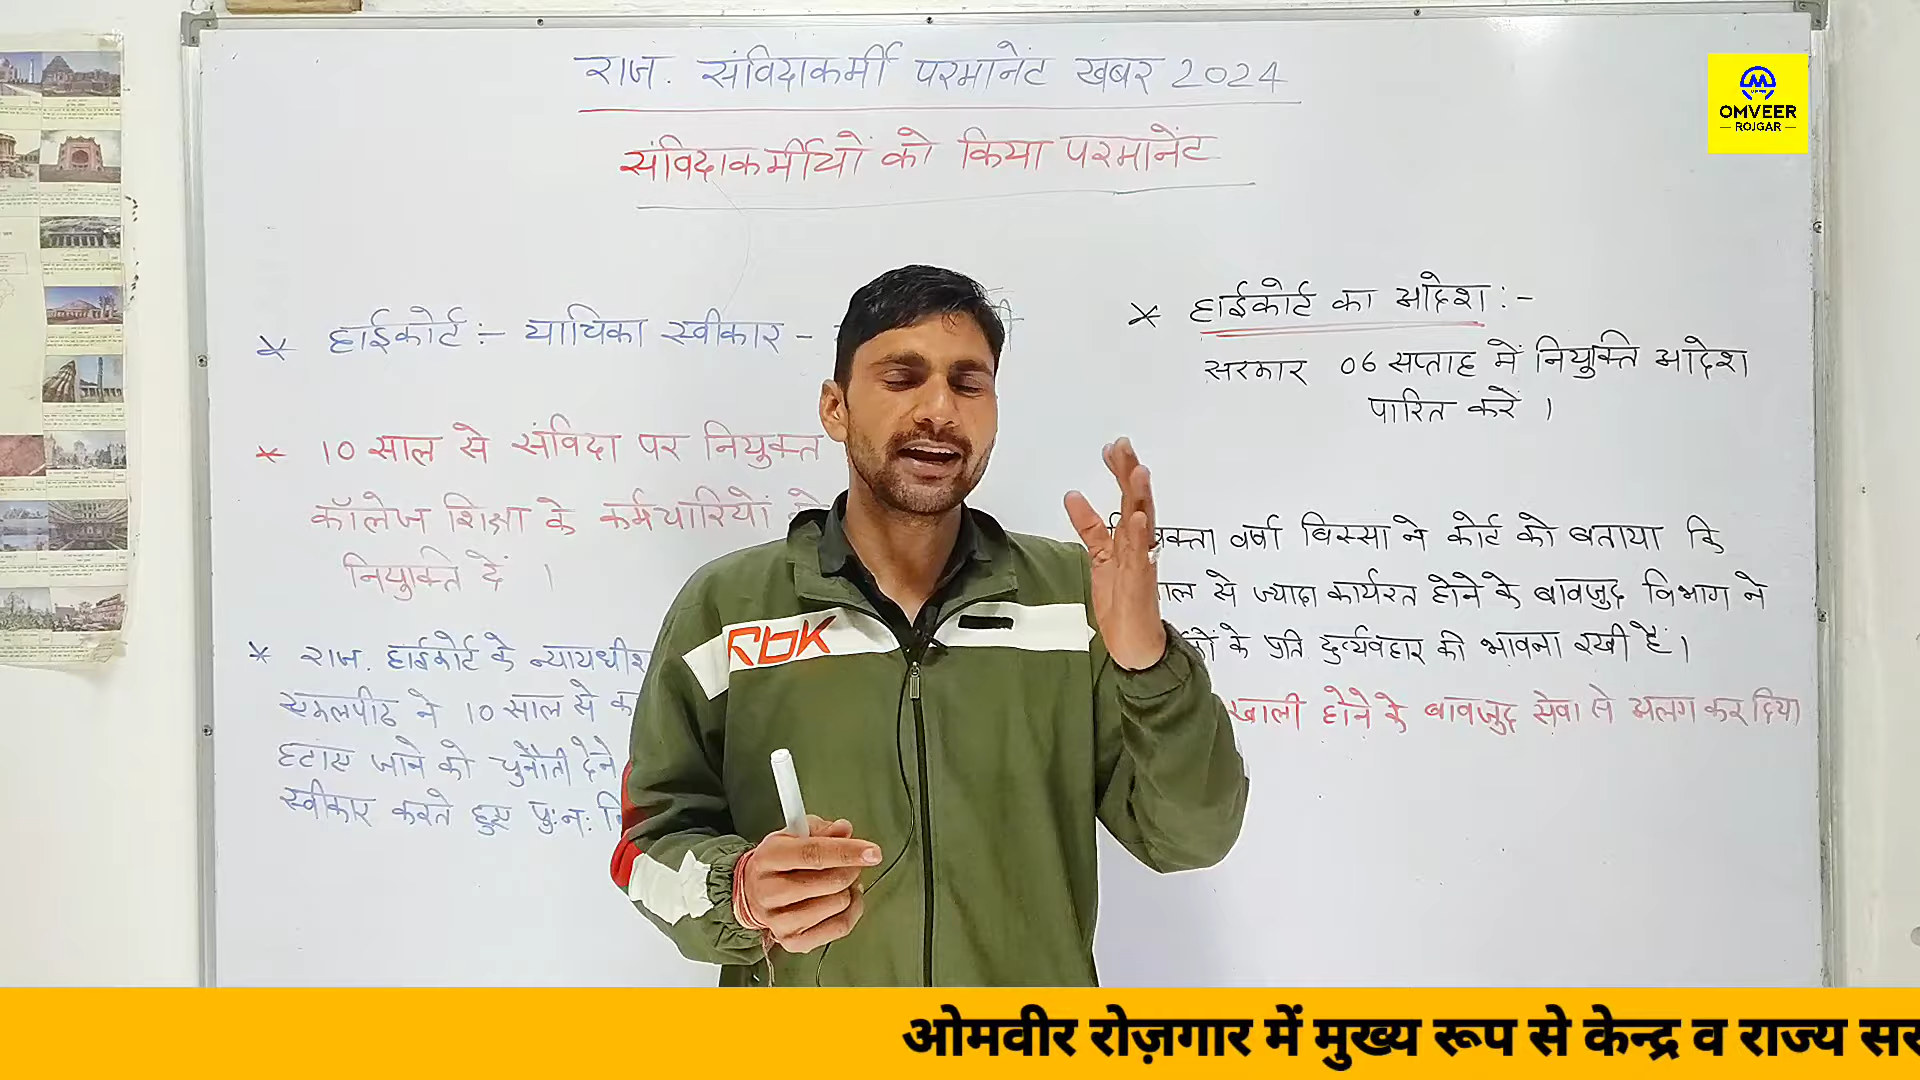 राज. संविदाकर्मी परमानेंट खबर 2024
संविदाकर्मीयों को किया परमानेंट
* हाईकोर्ट :- याचिका स्वीकार -
* 10 साल से संविदा पर नियुक्त
कॉलेज शिक्षा के कर्मचारियों
नियुक्ति दें ।
* राज. हाईकोर्ट के न्यायधीश
एकलपीठ ने 10 साल से
हटाए जाने को चुनौती देने
स्वीकार करते हुए पुन:
* हाईकोर्ट का आदेश :-
सरकार 06 सप्ताह में नियुक्ति आदेश
पारित करें ।
वर्षा बिस्सा ने कोर्ट को बताया कि
से ज्यादा कार्यरत होने के बावजुद विभाग ने
के प्रति दुर्व्यवहार की भावना रखी है ।
खाली होने के बावजुद सेवा से अलग कर दिया
OMVEER
— ROJGAR —
RBK
ओमवीर रोज़गार में मुख्य रूप से केन्द्र व राज्य